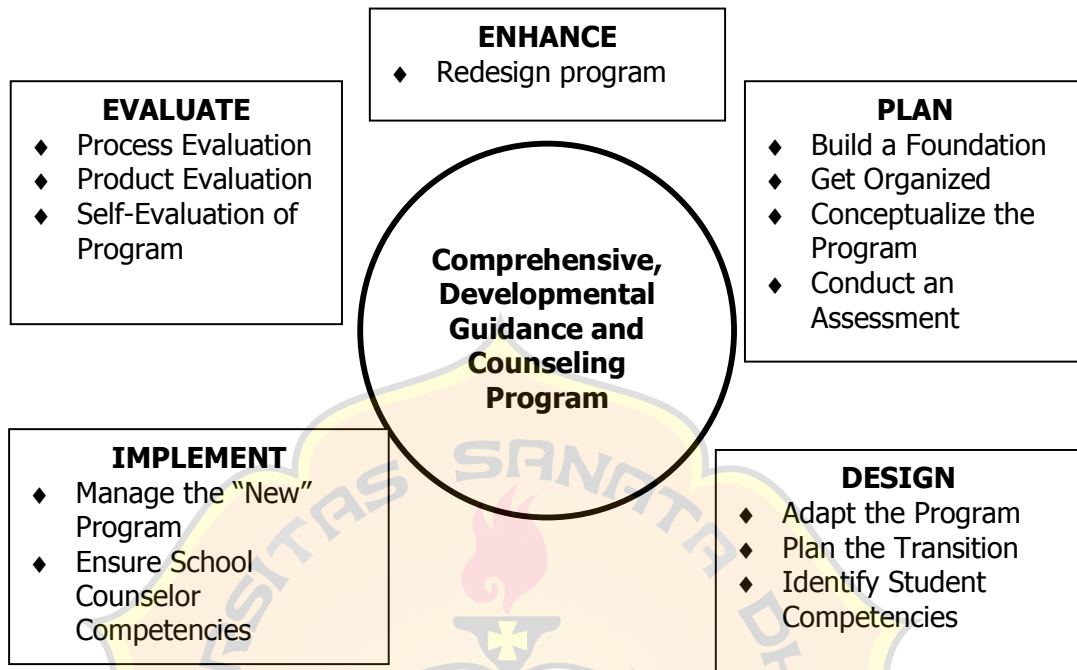 ENHANCE
♦ Redesign program
EVALUATE
♦ Process Evaluation
♦ Product Evaluation
♦ Self-Evaluation of
Program
PLAN
♦ Build a Foundation
♦ Get Organized
♦ Conceptualize the
Program
♦ Conduct an
Assessment
Comprehensive,
Developmental
Guidance and
Counseling
Program
IMPLEMENT
♦ Manage the “New”
Program
♦ Ensure School
Counselor
Competencies
DESIGN
♦ Adapt the Program
♦ Plan the Transition
♦ Identify Student
Competencies
SANATA